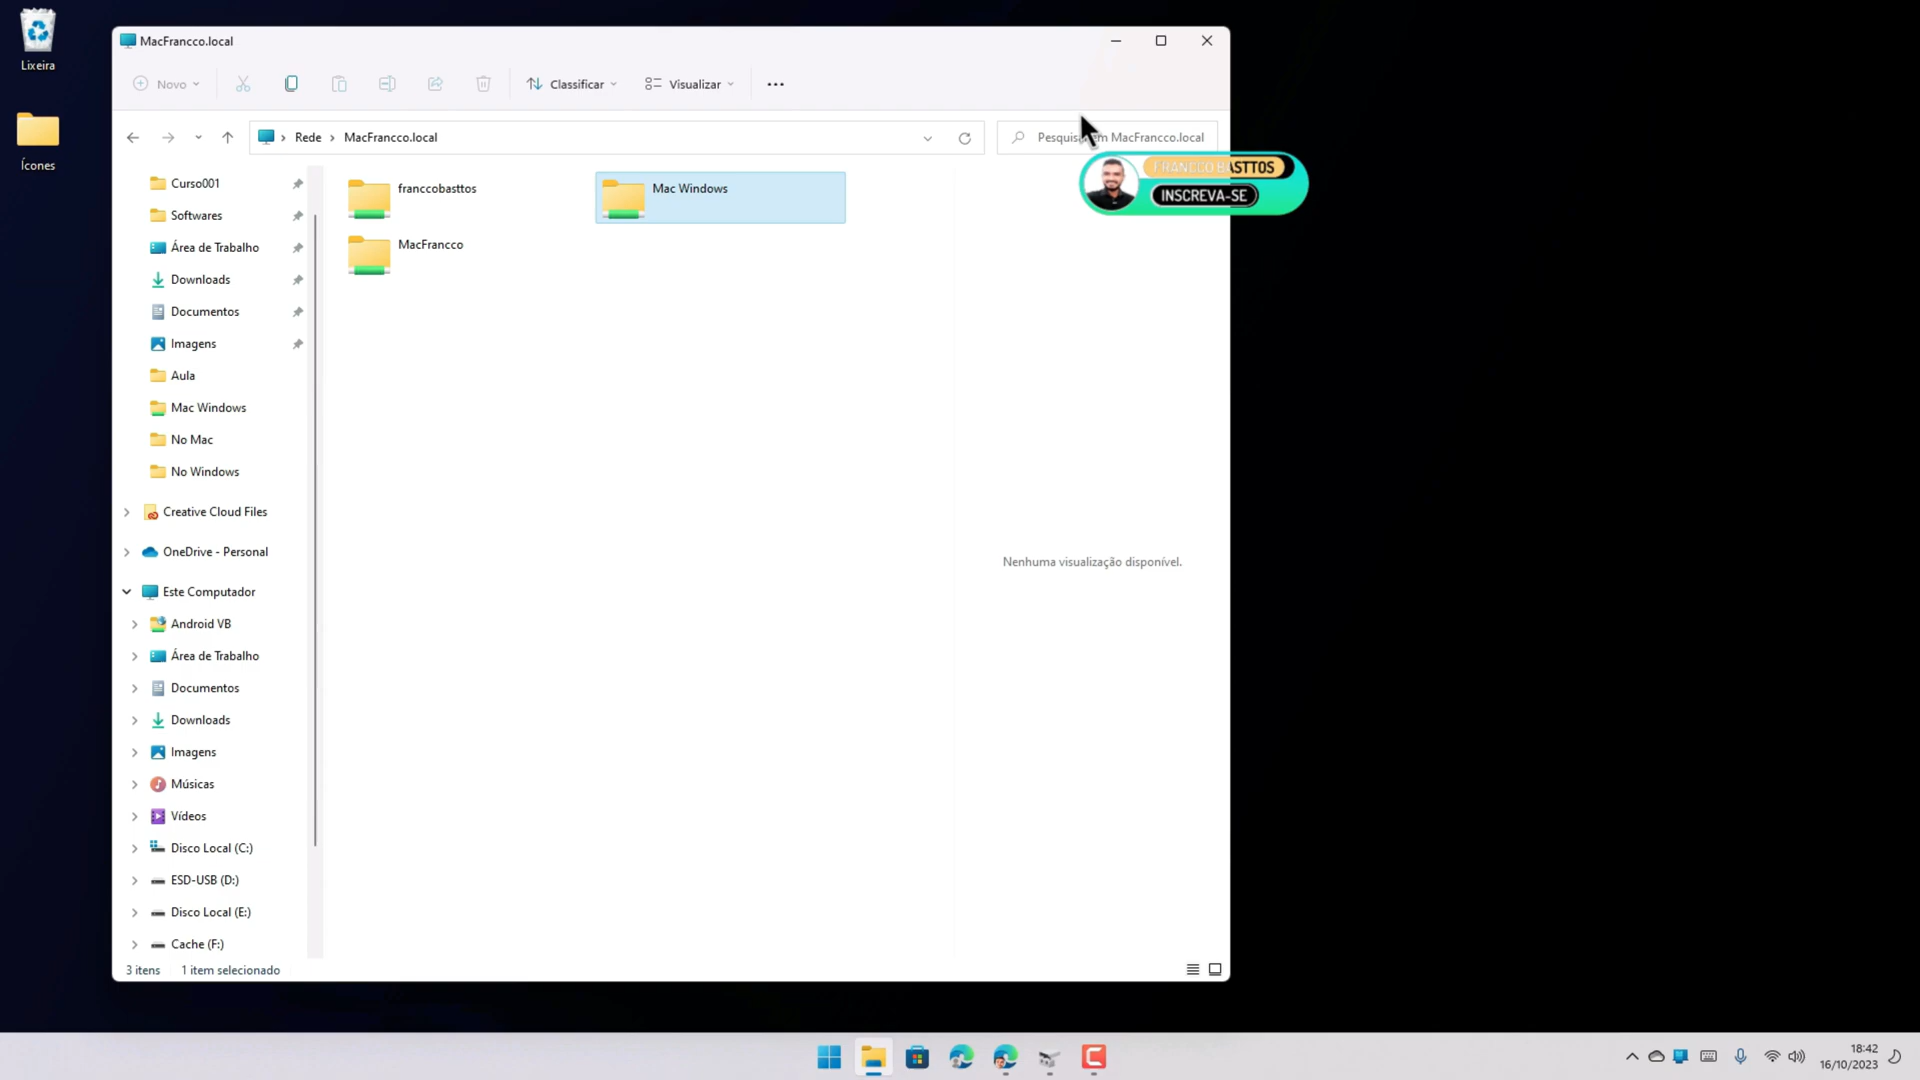 Lixeira
Ícones
MacFrancco.local
Novo
Classificar
Visualizar
Rede
MacFrancco.local
MacFrancco.local
FRANCCO BASTTOS
INSCREVA-SE
Curso001
Softwares
Área de Trabalho
Downloads
Documentos
Imagens
Aula
Mac Windows
No Mac
No Windows
Creative Cloud Files
OneDrive - Personal
Este Computador
Android VB
Área de Trabalho
Documentos
Downloads
Imagens
Músicas
Vídeos
Disco Local (C:)
ESD-USB (D:)
Disco Local (E:)
Cache (F:)
franccobasttos
Mac Windows
MacFrancco
Nenhuma visualização disponível.
3 itens
1 item selecionado
18:42
16/10/2023